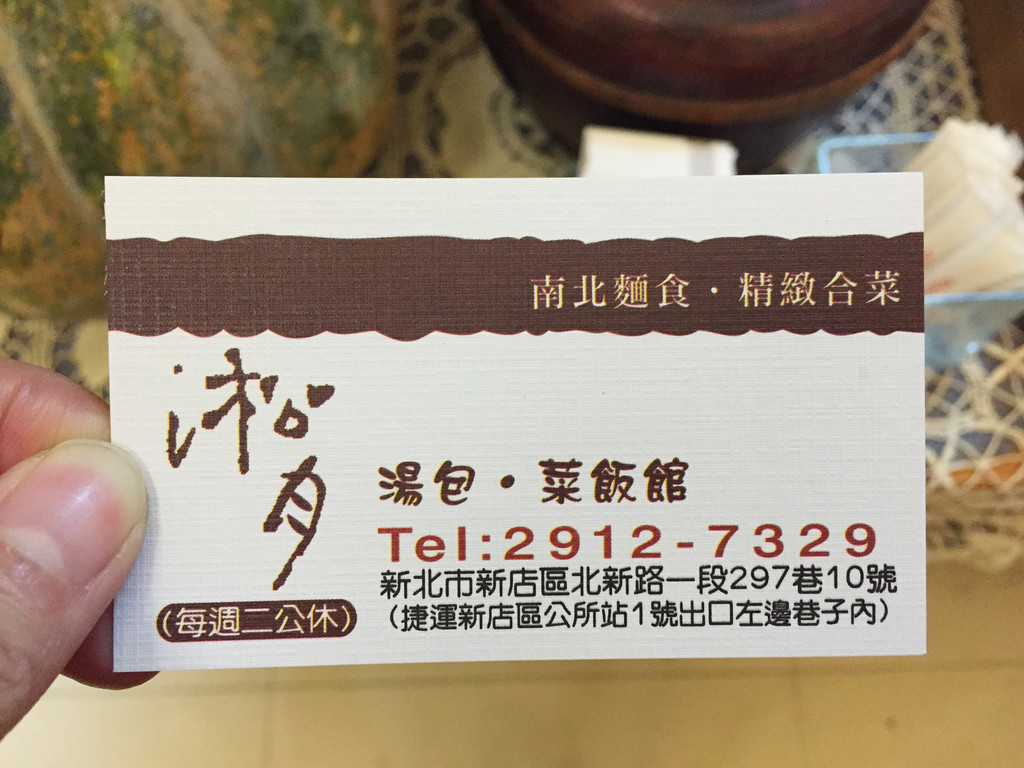 南北麵食・精緻合菜
淞月
湯包・菜飯館
Tel:2912-7329
新北市新店區北新路一段297巷10號
(每週二公休)
(捷運新店區公所站1號出口左邊巷子內)